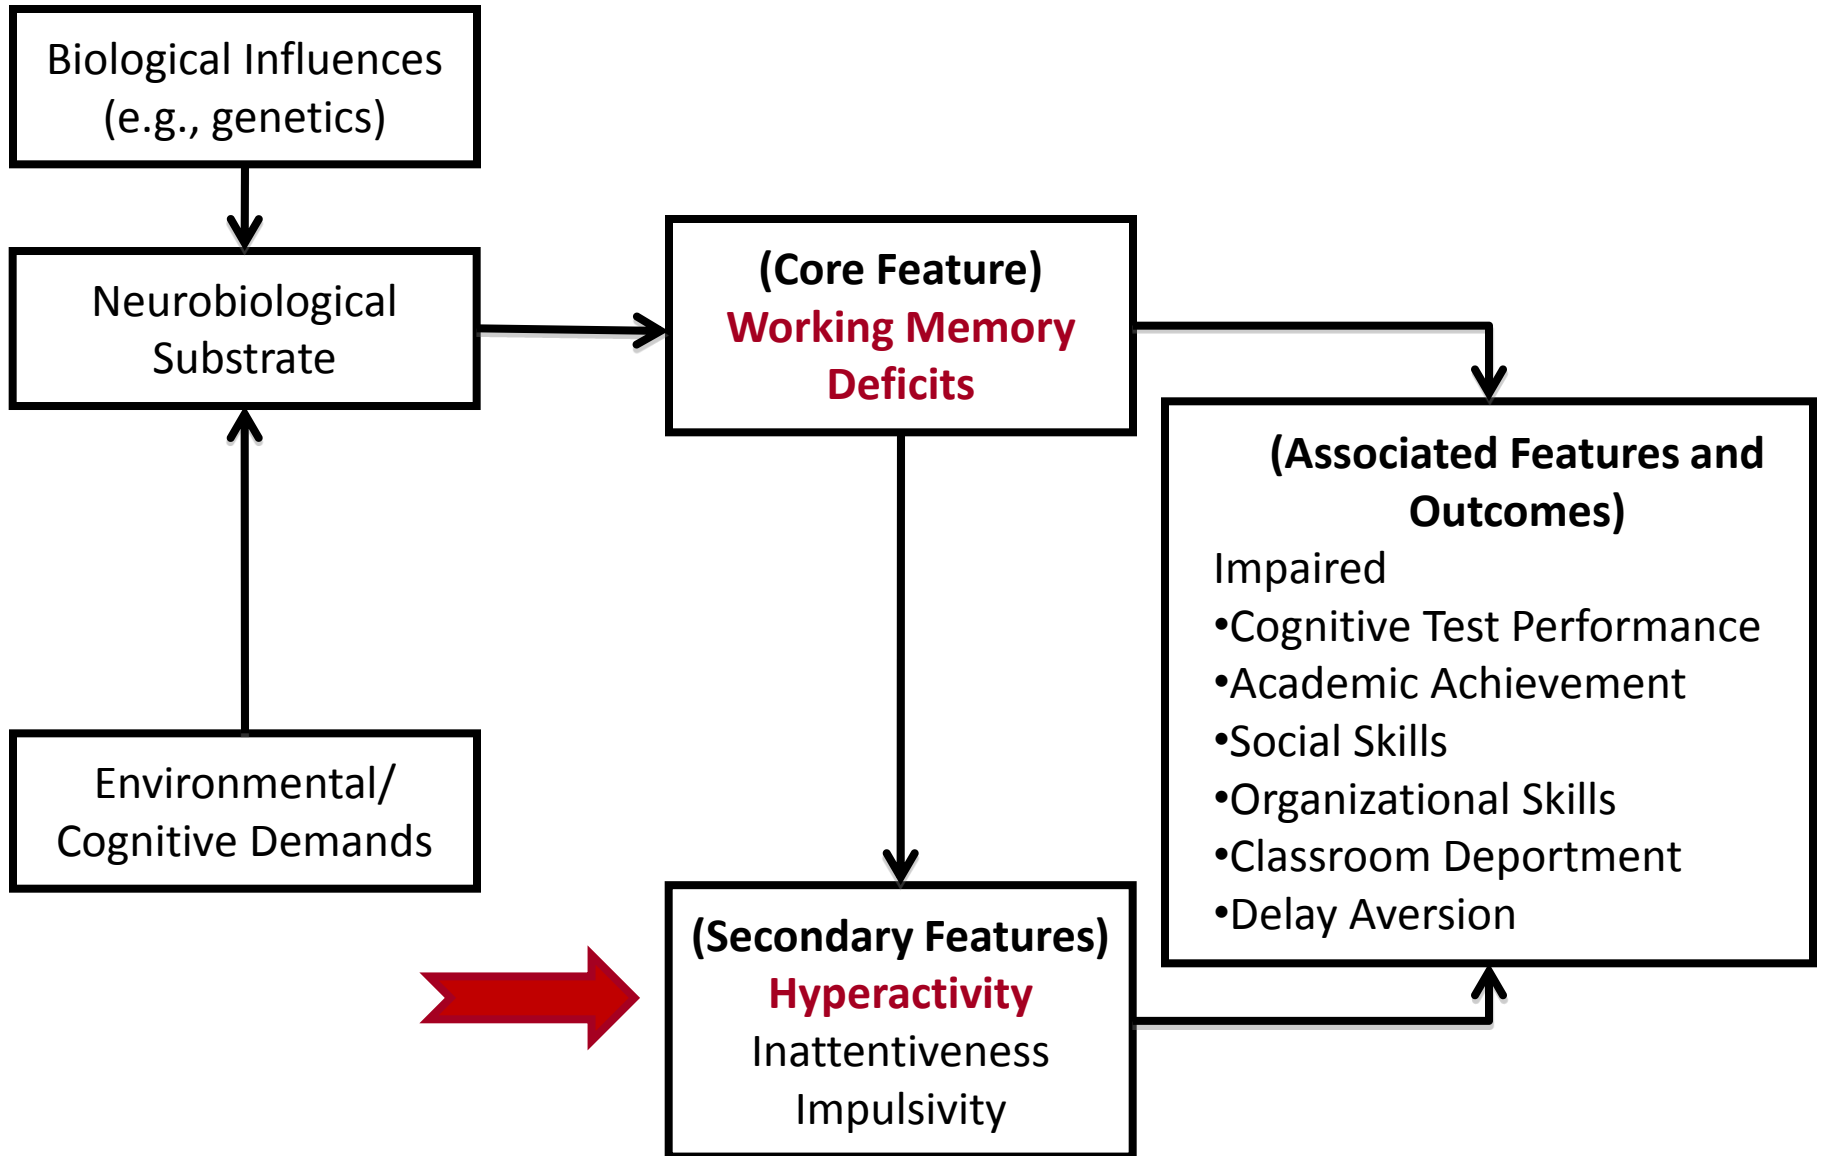 Biological Influences
(e.g., genetics)
Neurobiological
Substrate
Environmental/
Cognitive Demands
(Core Feature)
Working Memory
Deficits
(Secondary Features)
Hyperactivity
Inattentiveness
Impulsivity
(Associated Features and
Outcomes)
Impaired
•Cognitive Test Performance
•Academic Achievement
•Social Skills
•Organizational Skills
•Classroom Deportment
•Delay Aversion